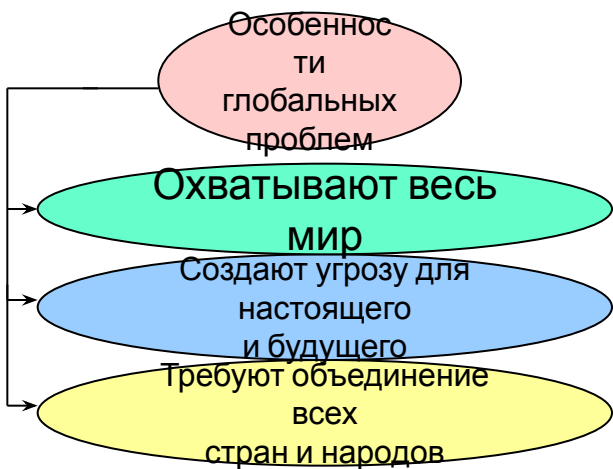 Особеннос
ти
глобальных
проблем
Охватывают весь
мир
Создают угрозу для
настоящего
и будущего
Требуют объединение
всех
стран и народов